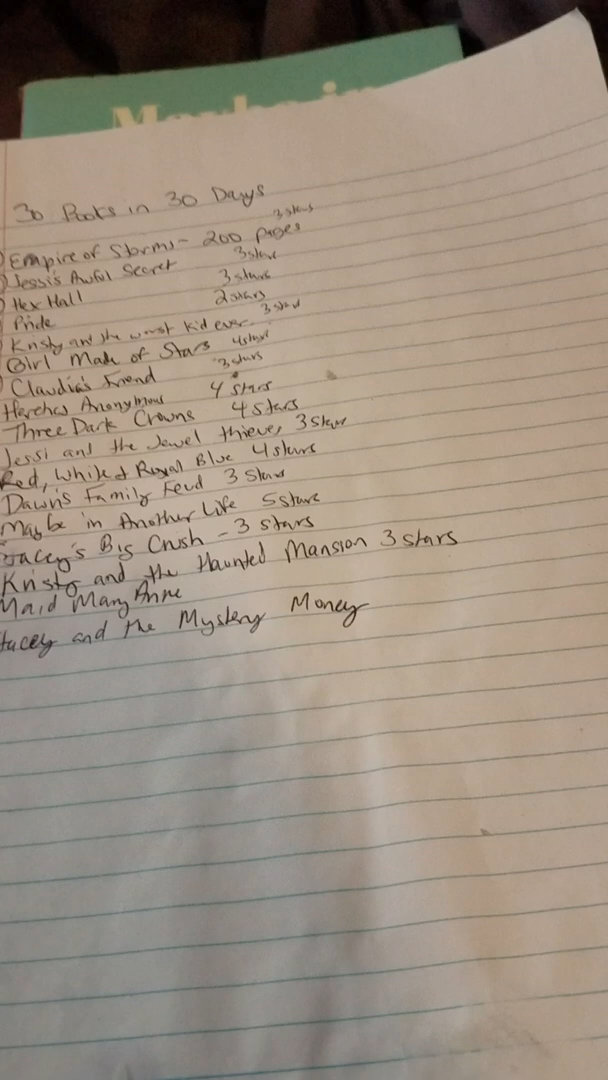 Maybe in
30 Books in 30 Days
Empire of Storms - 200 pages 3 stars
Jessi's Awful Secret 3 stars
Hex Hall 3 stars
Pride 2 stars
Kristy and the worst kid ever 3 stars
Girl Made of Stars 4 stars
Claudia's Friend 3 stars
Heretics Anonymous 4 stars
Three Dark Crowns 4 stars
Jessi and the Jewel thieves 3 stars
Red, White & Royal Blue 4 stars
Dawn's Family Feud 3 stars
Maybe in Another Life 5 stars
Stacey's Big Crush - 3 stars
Kristy and the Haunted Mansion 3 stars
Maid Mary Anne
Stacey and the Mystery Money